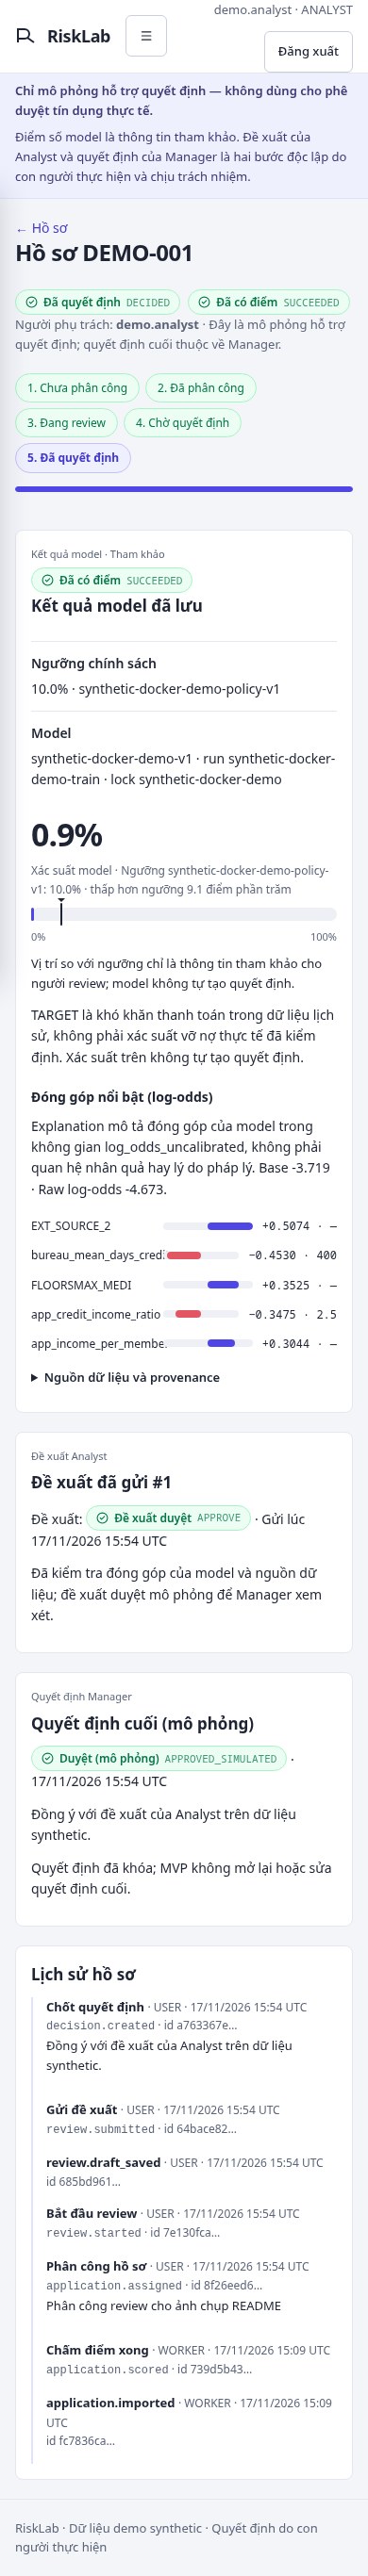 demo.analyst · ANALYST
RiskLab
Đăng xuất
Chỉ mô phỏng hỗ trợ quyết định — không dùng cho phê
duyệt tín dụng thực tế.
Điểm số model là thông tin tham khảo. Đề xuất của
Analyst và quyết định của Manager là hai bước độc lập do
con người thực hiện và chịu trách nhiệm.
← Hồ sơ
Hồ sơ DEMO-001
Đã quyết định DECIDED
Đã có điểm SUCCEEDED
Người phụ trách: demo.analyst · Đây là mô phỏng hỗ trợ
quyết định; quyết định cuối thuộc về Manager.
1. Chưa phân công
2. Đã phân công
3. Đang review
4. Chờ quyết định
5. Đã quyết định
Kết quả model · Tham khảo
Đã có điểm SUCCEEDED
Kết quả model đã lưu
Ngưỡng chính sách
10.0% · synthetic-docker-demo-policy-v1
Model
synthetic-docker-demo-v1 · run synthetic-docker-
demo-train · lock synthetic-docker-demo
0.9%
Xác suất model · Ngưỡng synthetic-docker-demo-policy-
v1: 10.0% · thấp hơn ngưỡng 9.1 điểm phần trăm
0%
100%
Vị trí so với ngưỡng chỉ là thông tin tham khảo cho
người review; model không tự tạo quyết định.
TARGET là khó khăn thanh toán trong dữ liệu lịch
sử, không phải xác suất vỡ nợ thực tế đã kiểm
định. Xác suất trên không tự tạo quyết định.
Đóng góp nổi bật (log-odds)
Explanation mô tả đóng góp của model trong
không gian log_odds_uncalibrated, không phải
quan hệ nhân quả hay lý do pháp lý. Base -3.719
· Raw log-odds -4.673.
EXT_SOURCE_2 +0.5074 · —
bureau_mean_days_credi −0.4530 · 400
FLOORSMAX_MEDI +0.3525 · —
app_credit_income_ratio −0.3475 · 2.5
app_income_per_membe +0.3044 · —
▶ Nguồn dữ liệu và provenance
Đề xuất Analyst
Đề xuất đã gửi #1
Đề xuất: Đề xuất duyệt APPROVE · Gửi lúc
17/11/2026 15:54 UTC
Đã kiểm tra đóng góp của model và nguồn dữ
liệu; đề xuất duyệt mô phỏng để Manager xem
xét.
Quyết định Manager
Quyết định cuối (mô phỏng)
Duyệt (mô phỏng) APPROVED_SIMULATED ·
17/11/2026 15:54 UTC
Đồng ý với đề xuất của Analyst trên dữ liệu
synthetic.
Quyết định đã khóa; MVP không mở lại hoặc sửa
quyết định cuối.
Lịch sử hồ sơ
Chốt quyết định · USER · 17/11/2026 15:54 UTC
decision.created · id a763367e…
Đồng ý với đề xuất của Analyst trên dữ liệu
synthetic.
Gửi đề xuất · USER · 17/11/2026 15:54 UTC
review.submitted · id 64bace82…
review.draft_saved · USER · 17/11/2026 15:54 UTC
id 685bd961…
Bắt đầu review · USER · 17/11/2026 15:54 UTC
review.started · id 7e130fca…
Phân công hồ sơ · USER · 17/11/2026 15:54 UTC
application.assigned · id 8f26eed6…
Phân công review cho ảnh chụp README
Chấm điểm xong · WORKER · 17/11/2026 15:09 UTC
application.scored · id 739d5b43…
application.imported · WORKER · 17/11/2026 15:09
UTC
id fc7836ca…
RiskLab · Dữ liệu demo synthetic · Quyết định do con
người thực hiện